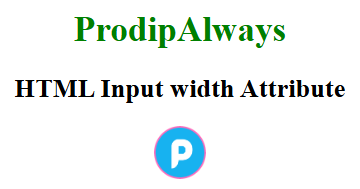 ProdipAlways
HTML Input width Attribute
P